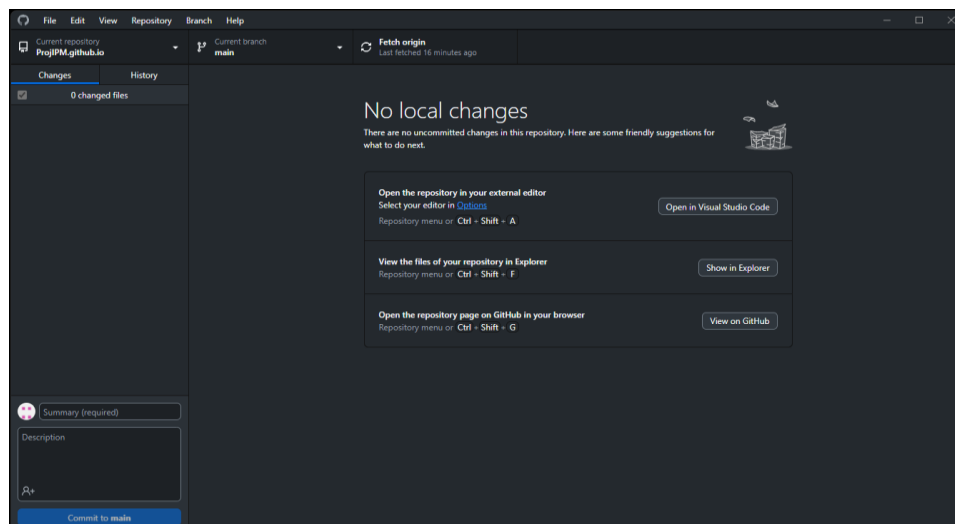 File Edit View Repository Branch Help
Current repository
ProjIPM.github.io
Current branch
main
Fetch origin
Last fetched 16 minutes ago
Changes History
0 changed files
No local changes
There are no uncommitted changes in this repository. Here are some friendly suggestions for
what to do next.
Open the repository in your external editor
Select your editor in Options
Repository menu or Ctrl + Shift + A
Open in Visual Studio Code
View the files of your repository in Explorer
Repository menu or Ctrl + Shift + F
Show in Explorer
Open the repository page on GitHub in your browser
Repository menu or Ctrl + Shift + G
View on GitHub
Summary (required)
Description
Commit to main